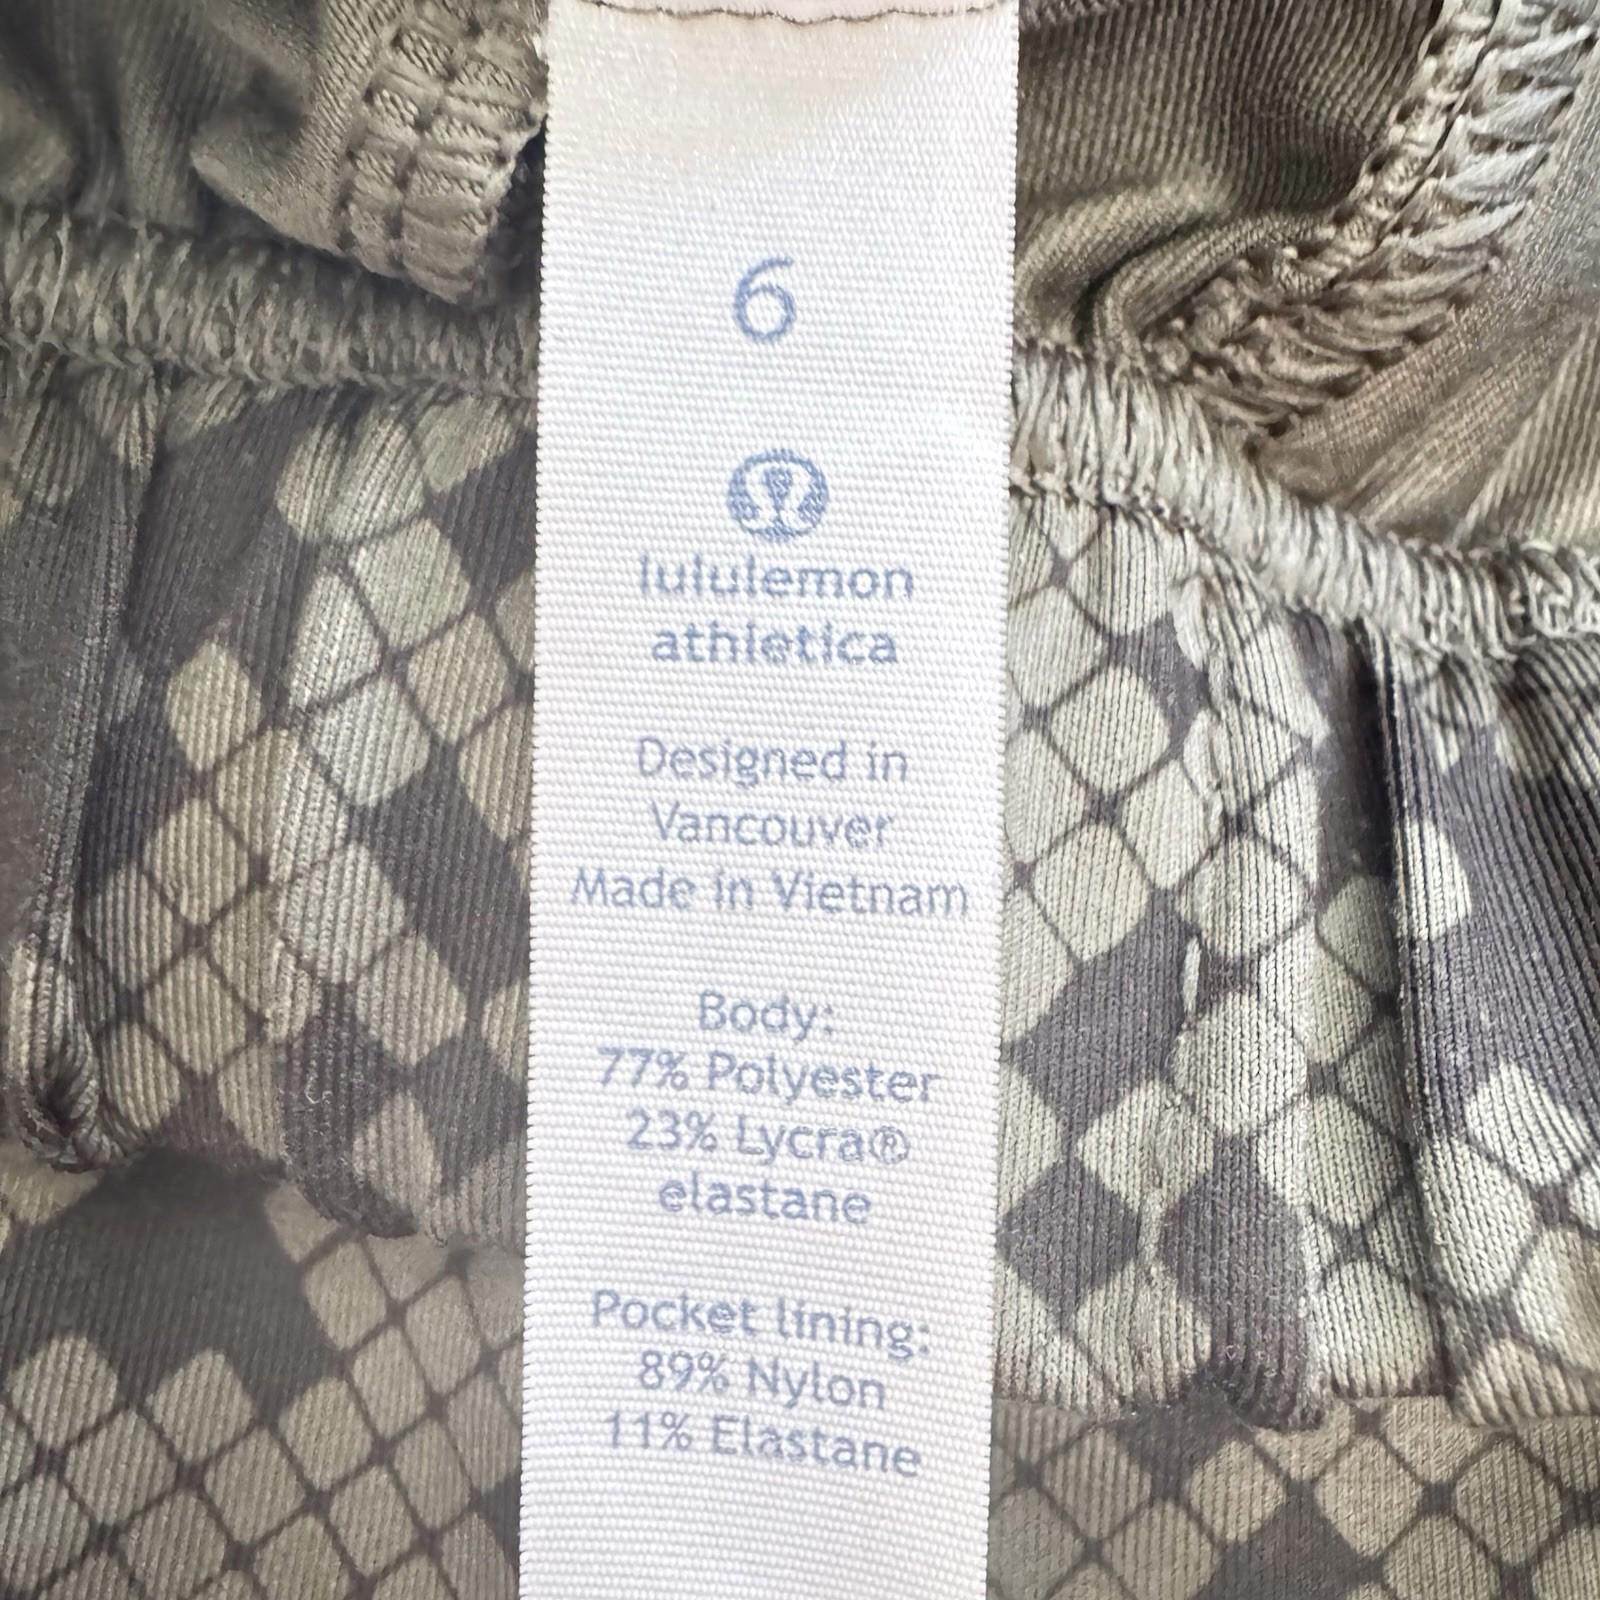 6
lululemon
athletica
Designed in
Vancouver
Made in Vietnam
Body:
77% Polyester
23% Lycra®
elastane
Pocket lining:
89% Nylon
11% Elastane